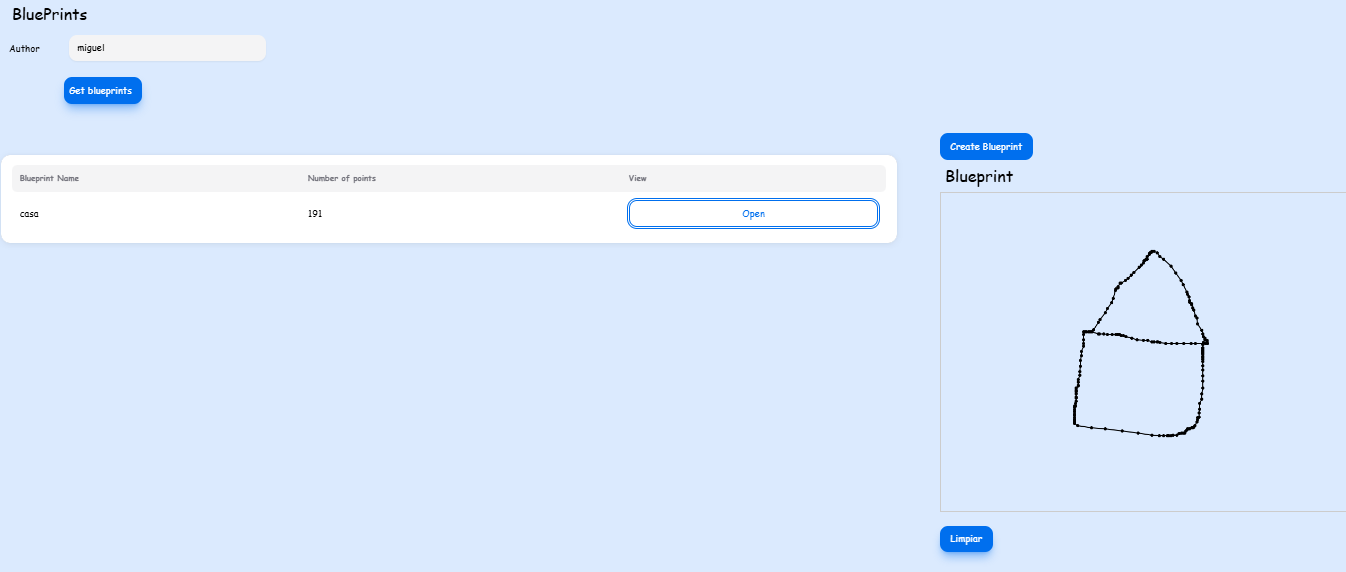 BluePrints
Author
miguel
Get blueprints
Blueprint Name Number of points View
casa 191 Open
Create Blueprint
Blueprint
Limpiar